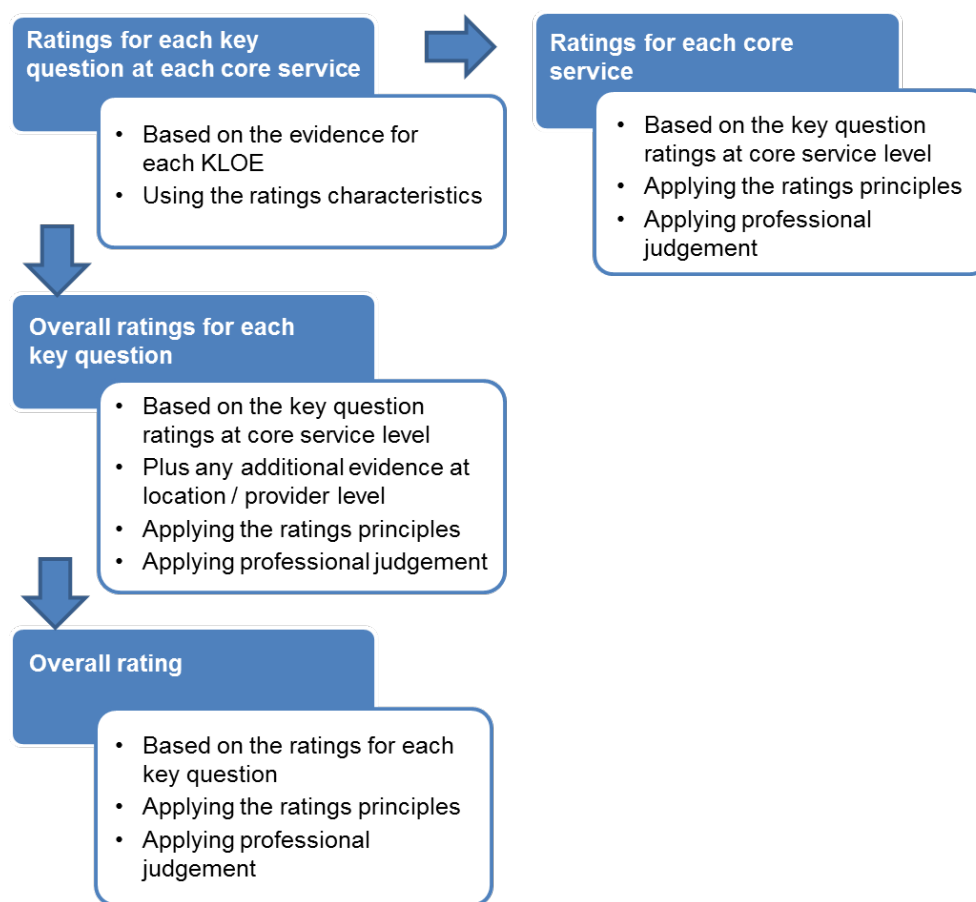 Ratings for each key
question at each core service
• Based on the evidence for
each KLOE
• Using the ratings characteristics
Ratings for each core
service
• Based on the key question
ratings at core service level
• Applying the ratings principles
• Applying professional
judgement
Overall ratings for each
key question
• Based on the key question
ratings at core service level
• Plus any additional evidence at
location / provider level
• Applying the ratings principles
• Applying professional judgement
Overall rating
• Based on the ratings for each
key question
• Applying the ratings principles
• Applying professional
judgement